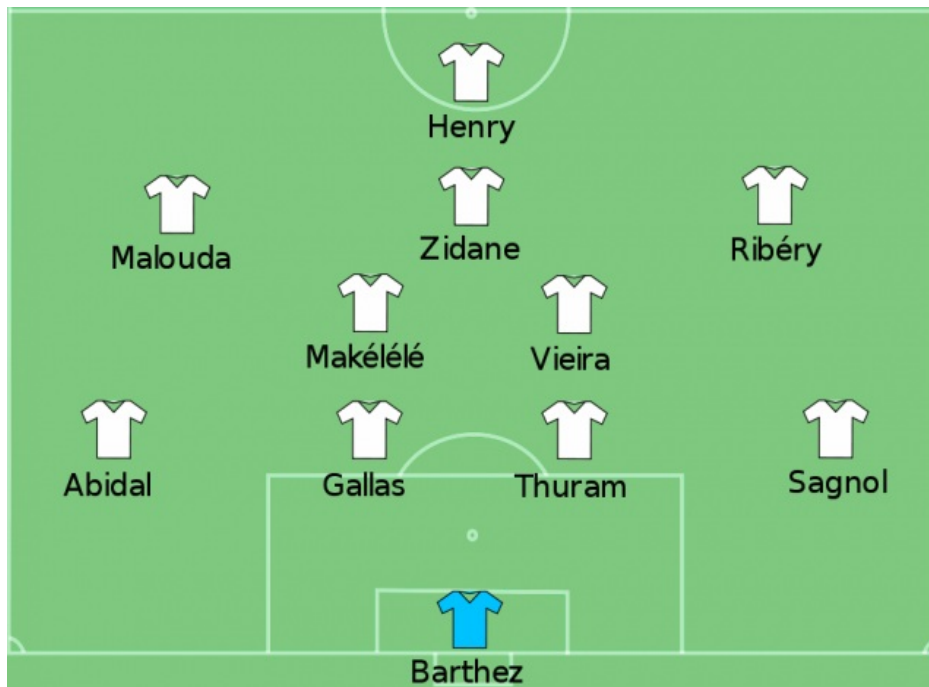 Henry
Malouda Zidane Ribéry
Makélélé Vieira
Abidal Gallas Thuram Sagnol
Barthez